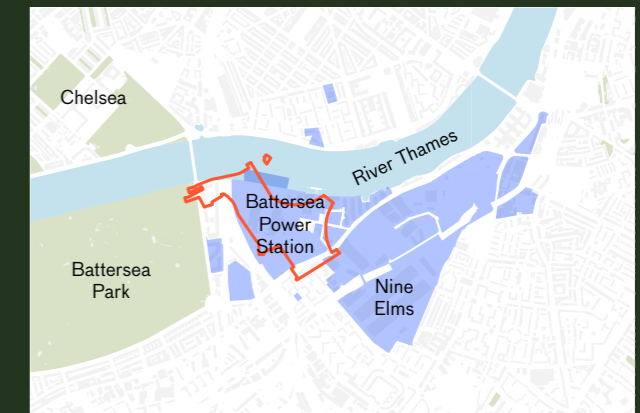 Chelsea
River Thames
Battersea
Power
Station
Battersea
Park
Nine
Elms